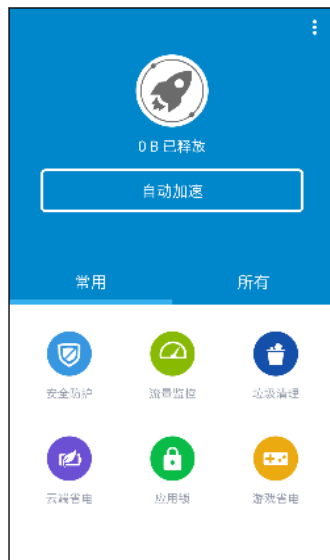 0 B 已释放
自动加速
常用 所有
安全防护 流量监控 垃圾清理
云端省电 应用锁 游戏省电